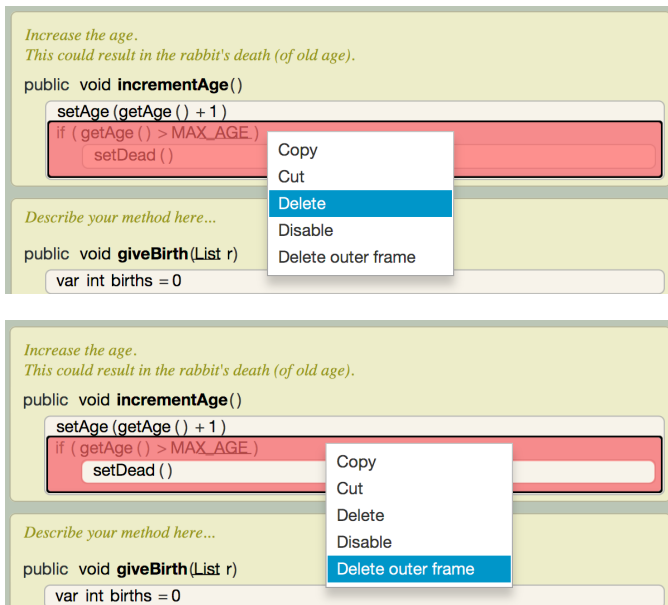 Increase the age.
This could result in the rabbit's death (of old age).
public void incrementAge()
setAge (getAge () + 1 )
if ( getAge () > MAX_AGE )
setDead ()
Copy
Cut
Delete
Disable
Delete outer frame
Describe your method here...
public void giveBirth(List r)
var int births = 0
Increase the age.
This could result in the rabbit's death (of old age).
public void incrementAge()
setAge (getAge () + 1 )
if ( getAge () > MAX_AGE )
setDead ()
Copy
Cut
Delete
Disable
Delete outer frame
Describe your method here...
public void giveBirth(List r)
var int births = 0